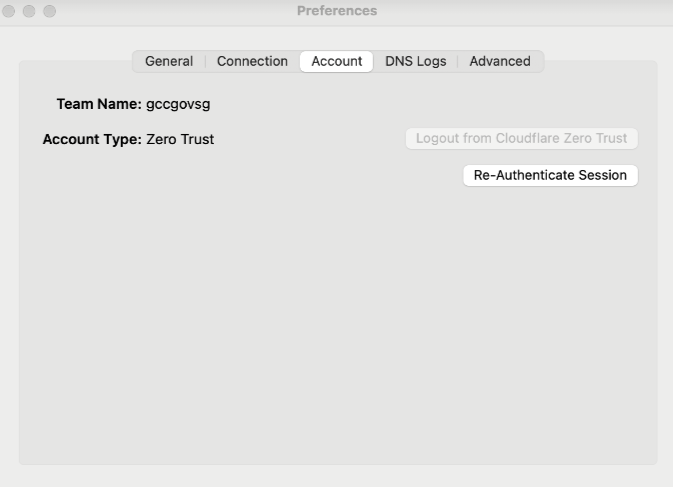 Preferences
General Connection Account DNS Logs Advanced
Team Name: gccgovsg
Account Type: Zero Trust
Logout from Cloudflare Zero Trust
Re-Authenticate Session